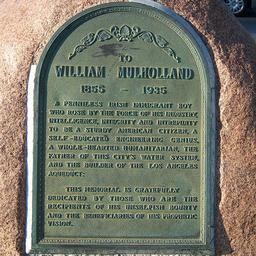 TO
WILLIAM MULHOLLAND
1855 - 1935
A PENNILESS IRISH IMMIGRANT BOY
WHO ROSE BY THE FORCE OF HIS INDUSTRY
INTELLIGENCE, INTEGRITY AND INTREPIDITY
TO BE A STURDY AMERICAN CITIZEN, A
SELF-EDUCATED ENGINEERING GENIUS,
A WHOLE-HEARTED HUMANITARIAN, THE
FATHER OF THIS CITY'S WATER SYSTEM,
AND THE BUILDER OF THE LOS ANGELES
AQUEDUCT:
THIS MEMORIAL IS GRATEFULLY
DEDICATED BY THOSE WHO ARE THE
RECIPIENTS OF HIS UNSELFISH BOUNTY
AND THE BENEFICIARIES OF HIS PROPHETIC
VISION.